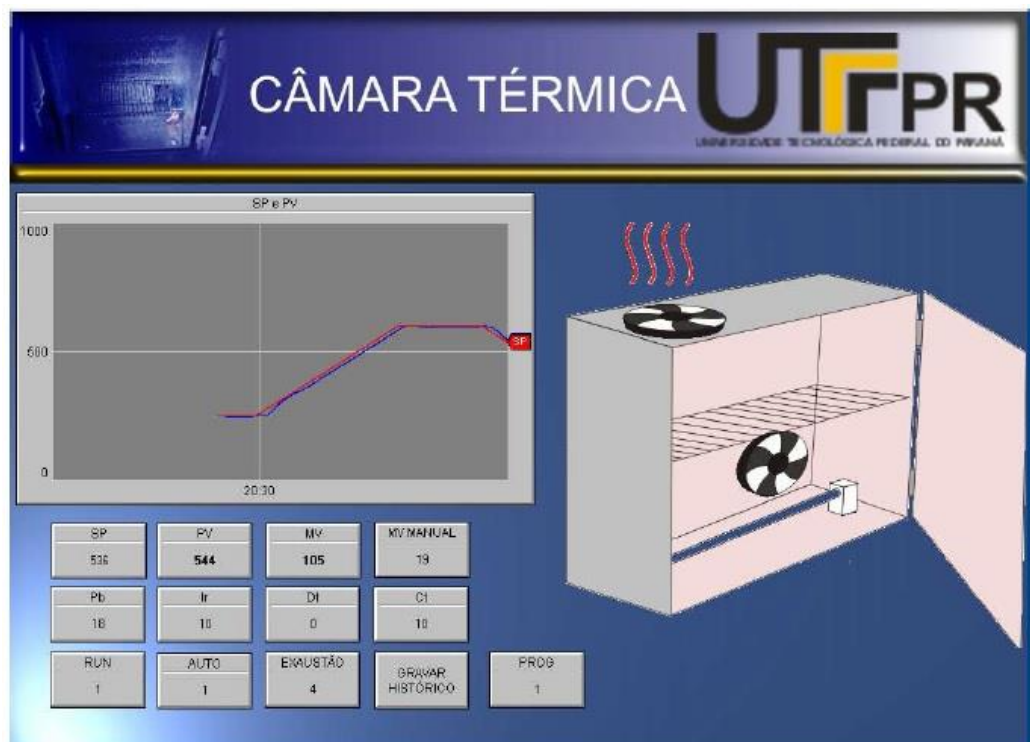 CÂMARA TÉRMICA
UTFPR
UNIVERSIDADE TECNOLÓGICA FEDERAL DO PARANÁ
SP e PV
1000
500
0
SP
20:30
SP
536
PV
544
MV
105
MV MANUAL
19
Pb
18
Ir
10
Dt
0
Ct
10
RUN
1
AUTO
1
EXAUSTÃO
4
GRAVAR
HISTÓRICO
PROG
1